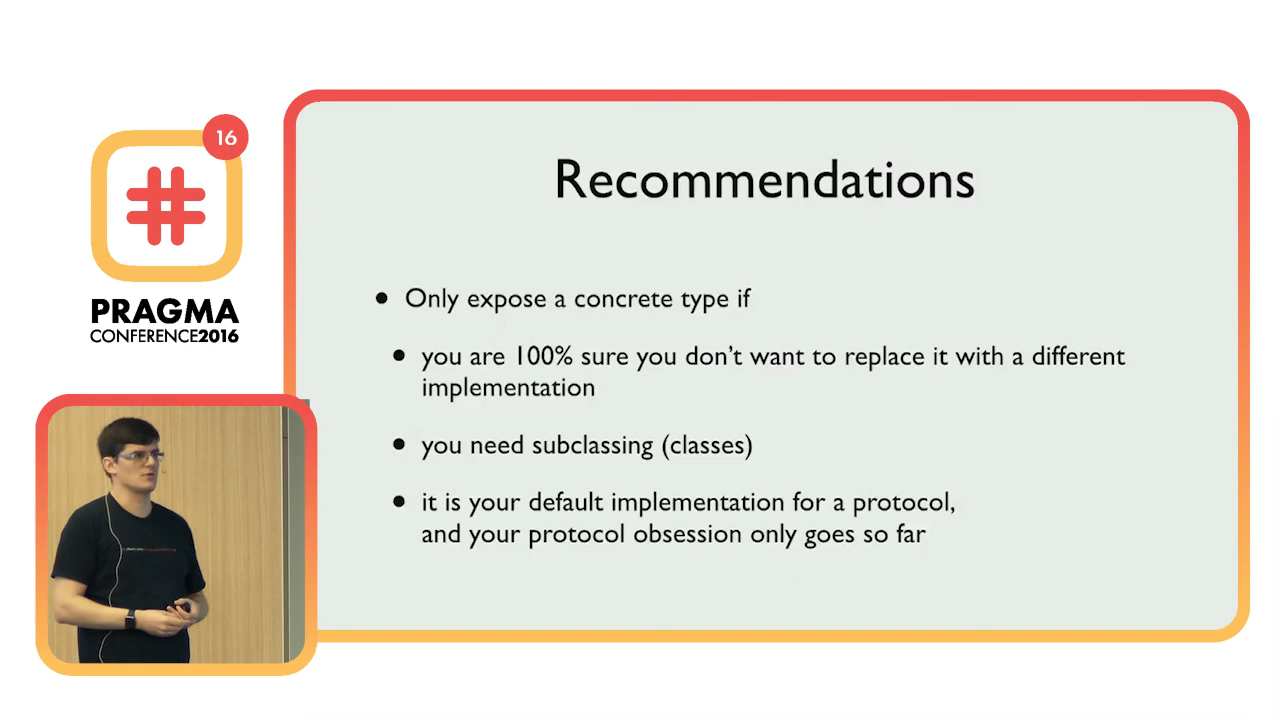 16
PRAGMA
CONFERENCE2016
Recommendations
• Only expose a concrete type if
• you are 100% sure you don’t want to replace it with a different
implementation
• you need subclassing (classes)
• it is your default implementation for a protocol,
and your protocol obsession only goes so far